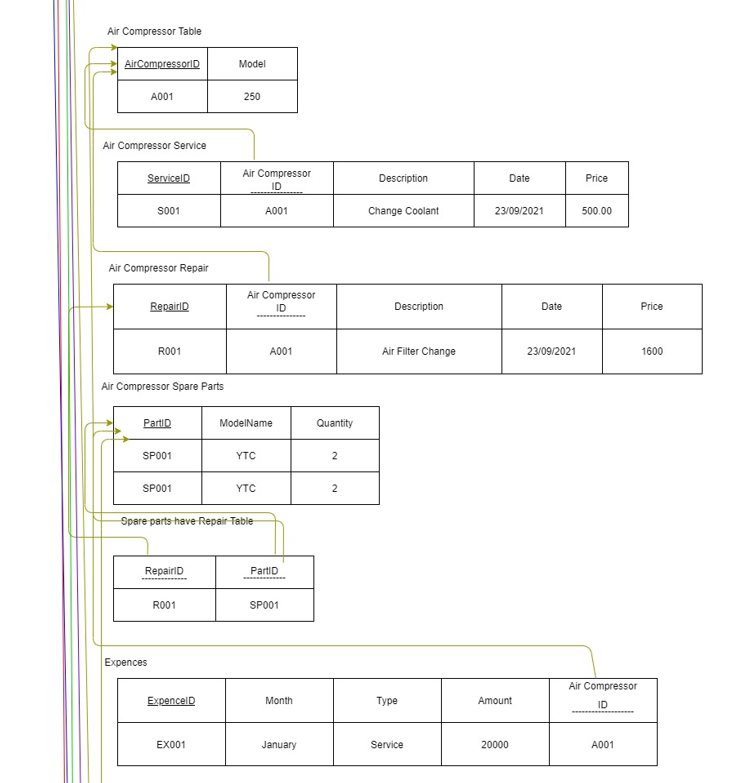 Air Compressor Table
AirCompressorID Model
A001 250
Air Compressor Service
ServiceID Air Compressor ID Description Date Price
S001 A001 Change Coolant 23/09/2021 500.00
Air Compressor Repair
RepairID Air Compressor ID Description Date Price
R001 A001 Air Filter Change 23/09/2021 1600
Air Compressor Spare Parts
PartID ModelName Quantity
SP001 YTC 2
SP001 YTC 2
Spare parts have Repair Table
RepairID PartID
R001 SP001
Expences
ExpenceID Month Type Amount Air Compressor ID
EX001 January Service 20000 A001